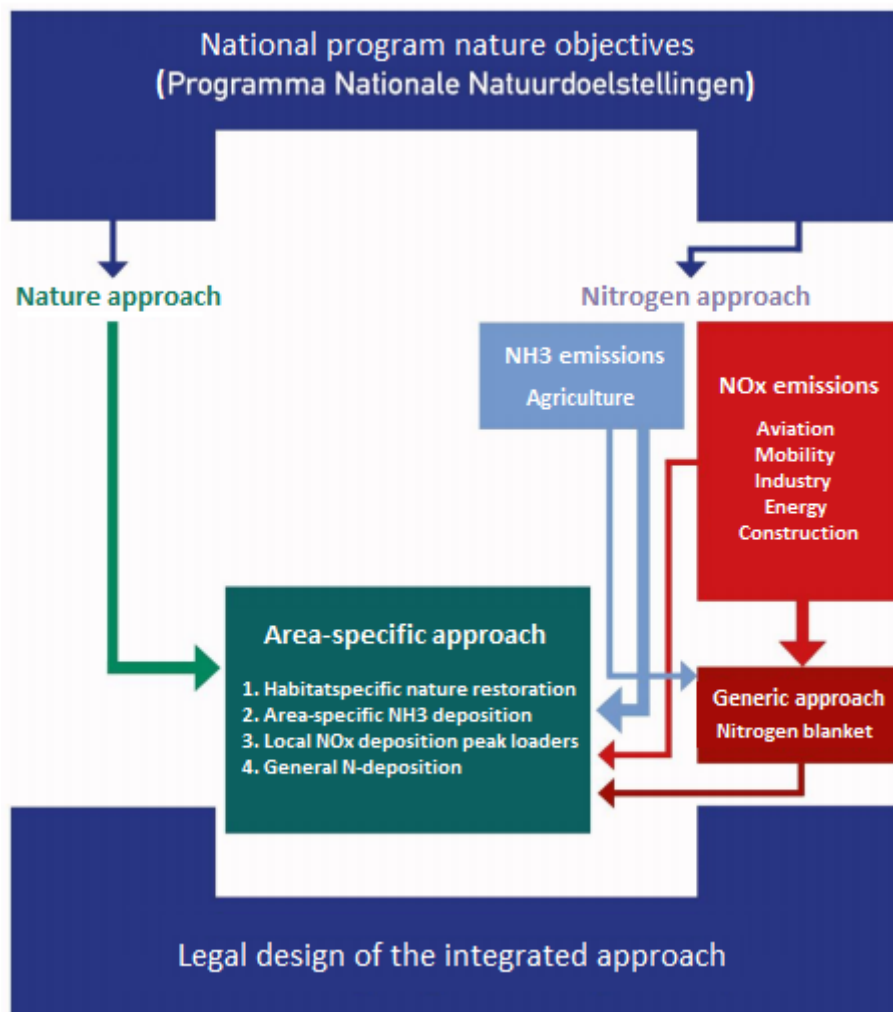 National program nature objectives
(Programma Nationale Natuurdoelstellingen)
Nature approach
Nitrogen approach
NH3 emissions
Agriculture
NOx emissions
Aviation
Mobility
Industry
Energy
Construction
Area-specific approach
1. Habitatspecific nature restoration
2. Area-specific NH3 deposition
3. Local NOx deposition peak loaders
4. General N-deposition
Generic approach
Nitrogen blanket
Legal design of the integrated approach